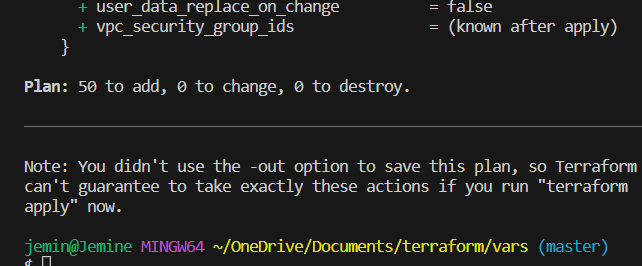 + user_data_replace_on_change = false
+ vpc_security_group_ids = (known after apply)
}
Plan: 50 to add, 0 to change, 0 to destroy.
Note: You didn't use the -out option to save this plan, so Terraform
can't guarantee to take exactly these actions if you run "terraform
apply" now.
jemin@Jemine MINGW64 ~/OneDrive/Documents/terraform/vars (master)
$